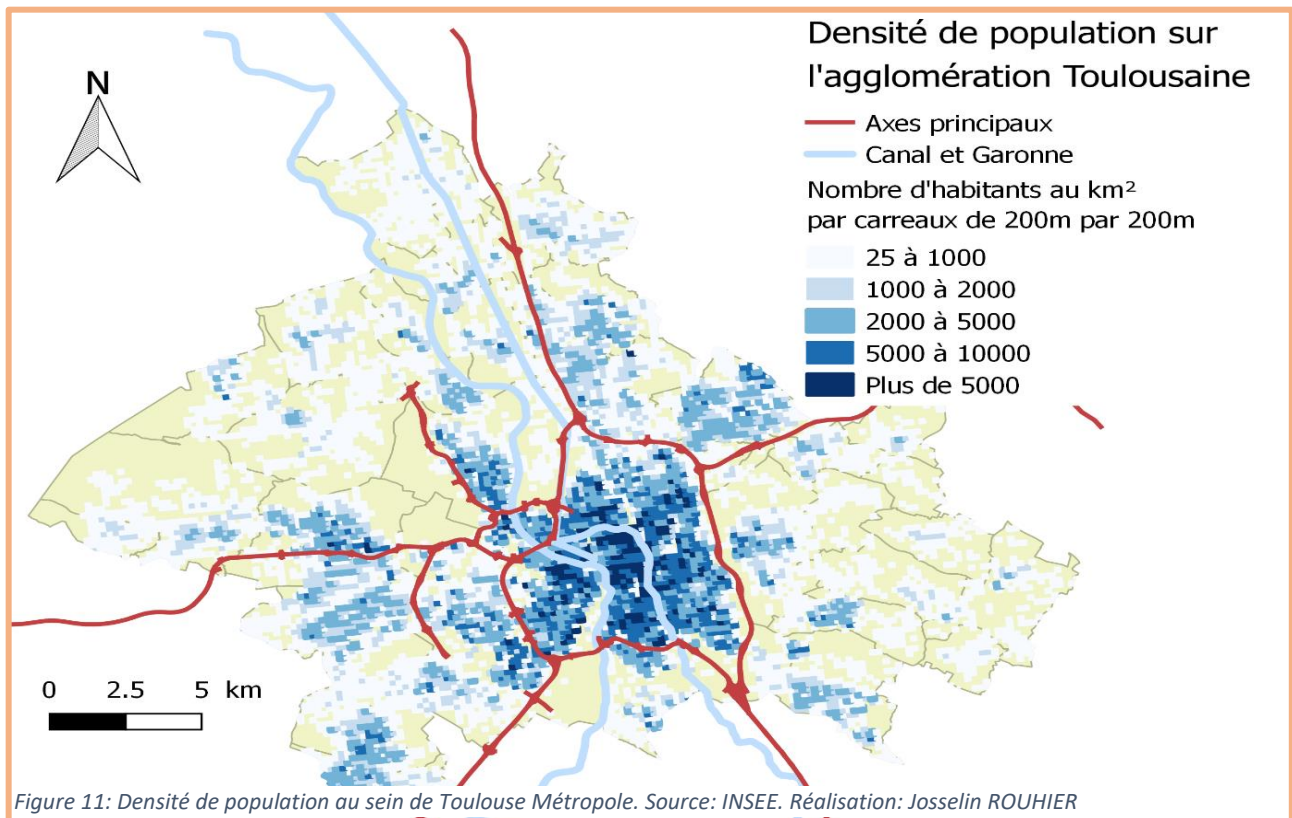 Densité de population sur
l'agglomération Toulousaine
Axes principaux
Canal et Garonne
Nombre d'habitants au km²
par carreaux de 200m par 200m
25 à 1000
1000 à 2000
2000 à 5000
5000 à 10000
Plus de 5000
N
0 2.5 5 km
Figure 11: Densité de population au sein de Toulouse Métropole. Source: INSEE. Réalisation: Josselin ROUHIER